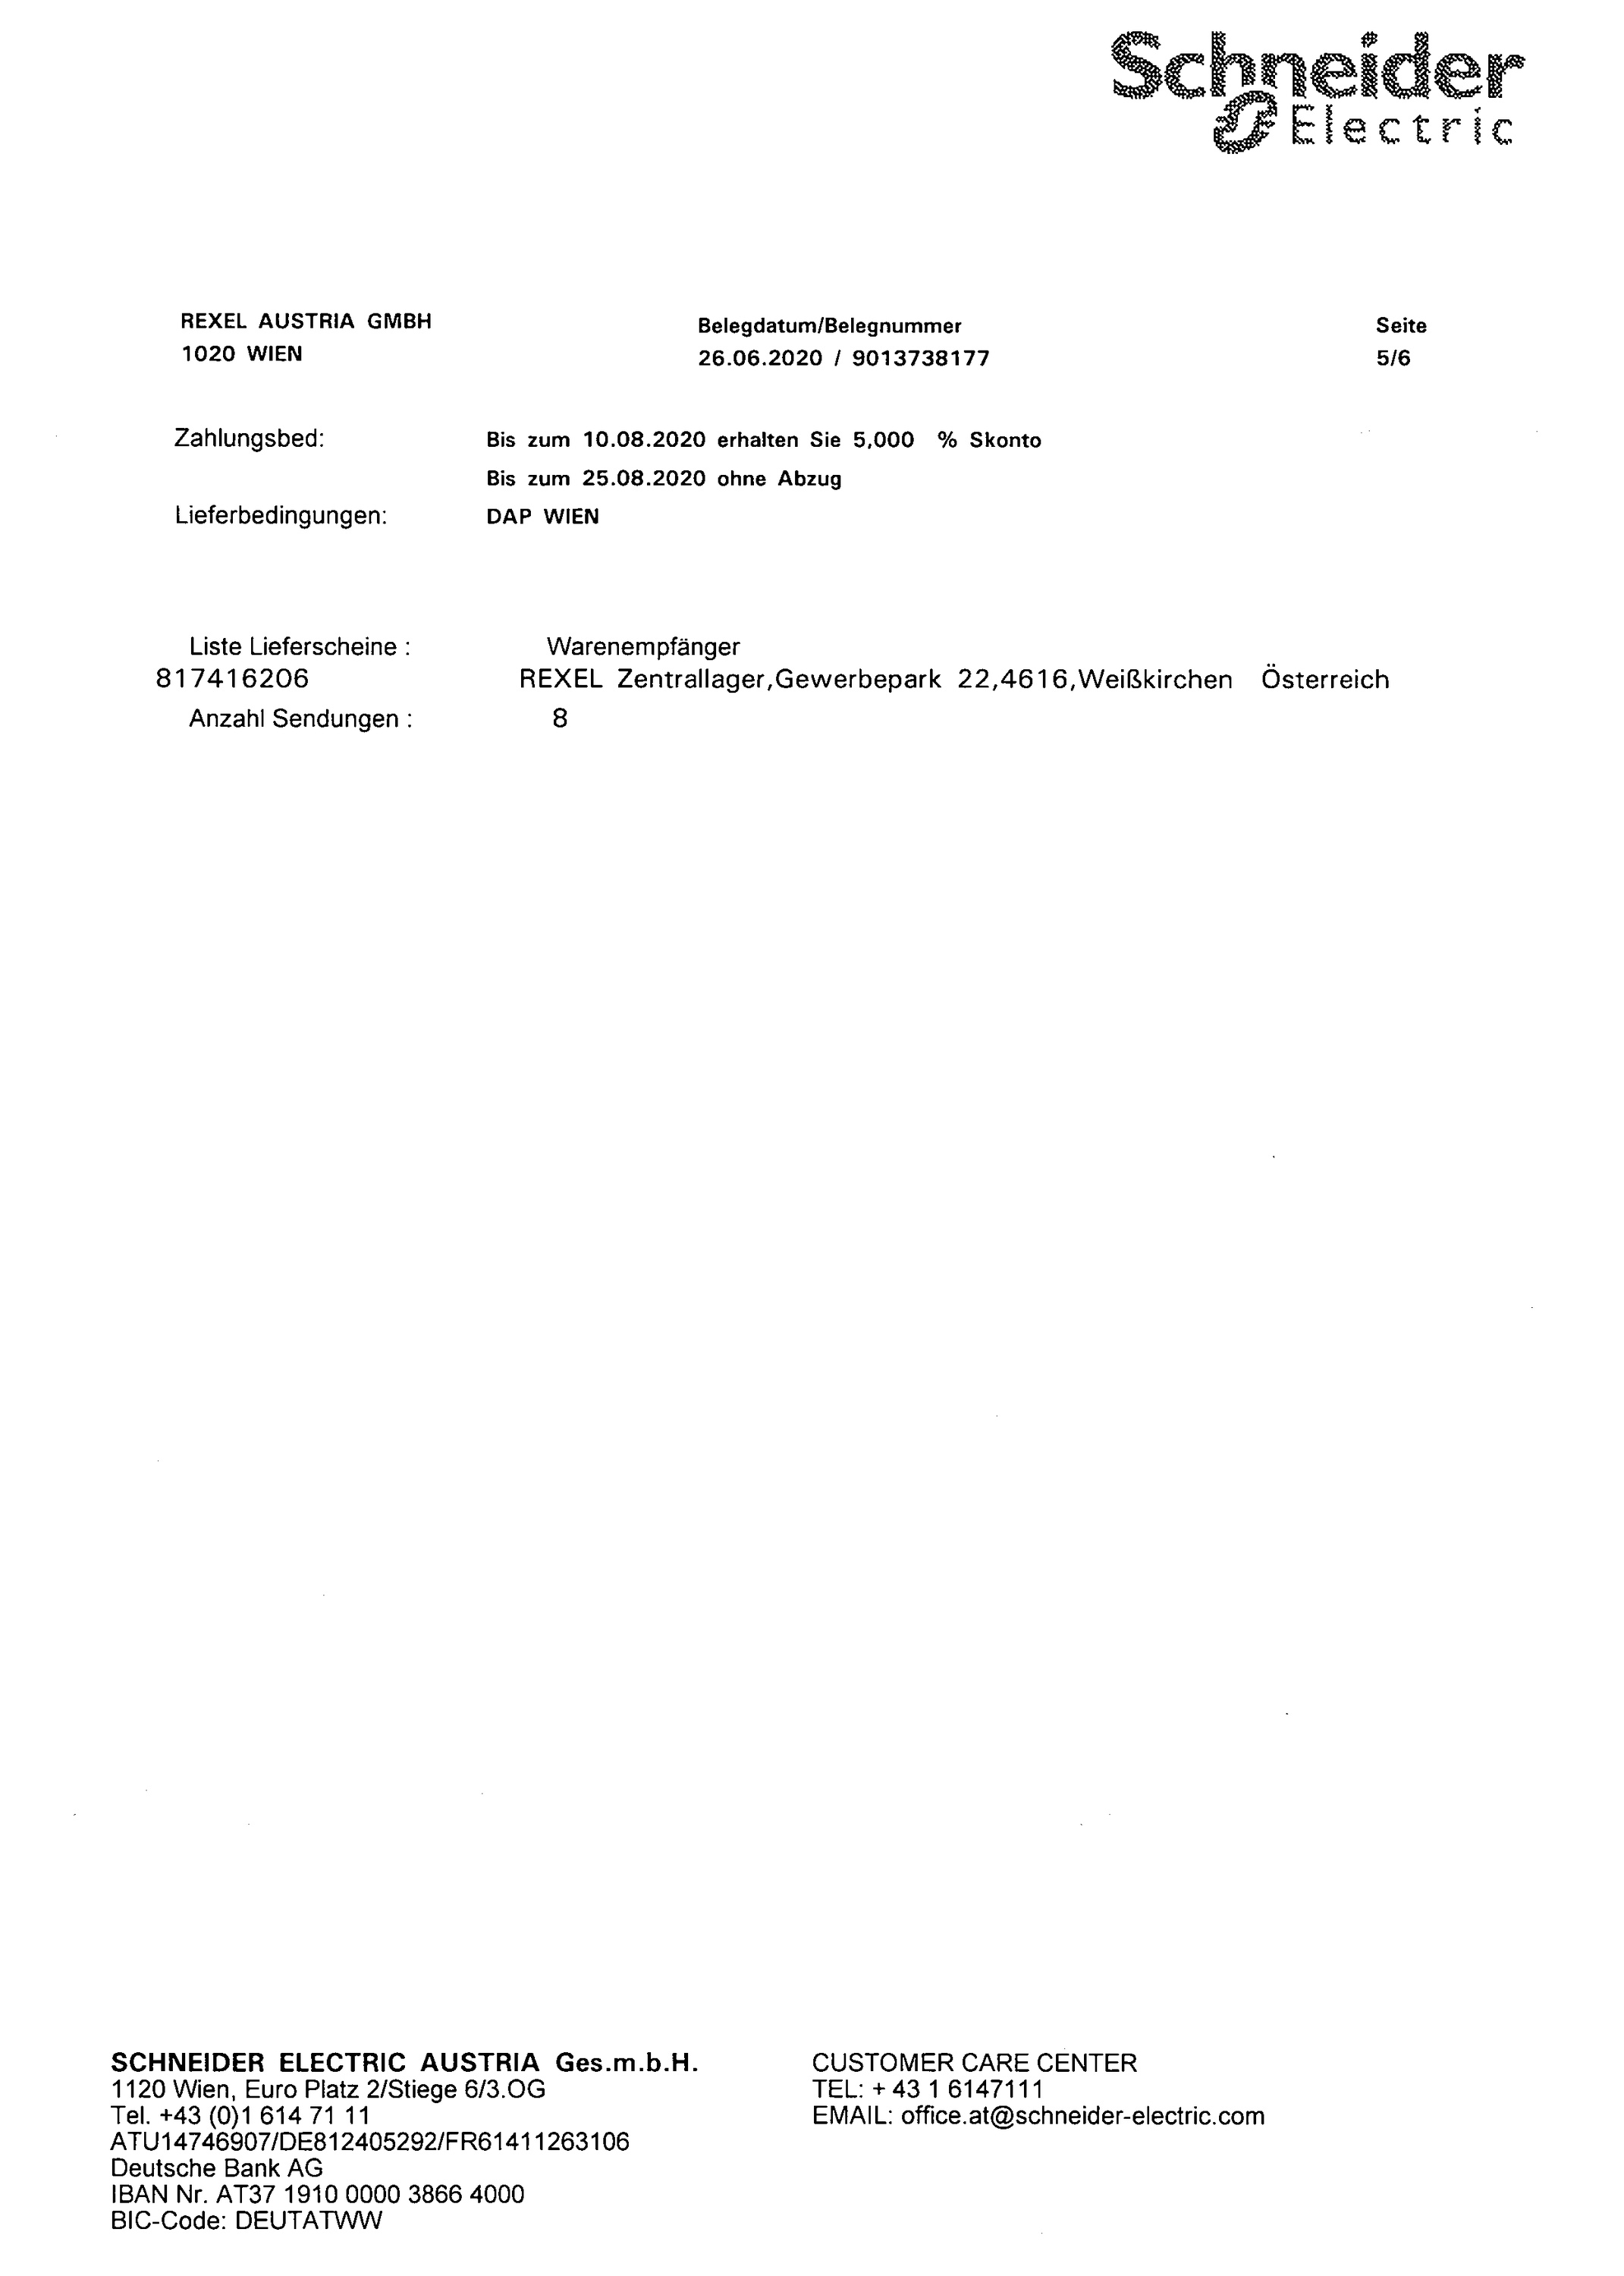 Schneider
Electric
REXEL AUSTRIA GMBH
1020 WIEN
Belegdatum/Belegnummer
26.06.2020 / 9013738177
Seite
5/6
Zahlungsbed: Bis zum 10.08.2020 erhalten Sie 5,000 % Skonto
Bis zum 25.08.2020 ohne Abzug
Lieferbedingungen: DAP WIEN
Liste Lieferscheine : Warenempfänger
817416206 REXEL Zentrallager,Gewerbepark 22,4616,Weißkirchen Österreich
Anzahl Sendungen : 8
SCHNEIDER ELECTRIC AUSTRIA Ges.m.b.H.
1120 Wien, Euro Platz 2/Stiege 6/3.OG
Tel. +43 (0)1 614 71 11
ATU14746907/DE812405292/FR61411263106
Deutsche Bank AG
IBAN Nr. AT37 1910 0000 3866 4000
BIC-Code: DEUTATWW
CUSTOMER CARE CENTER
TEL: + 43 1 6147111
EMAIL: office.at@schneider-electric.com